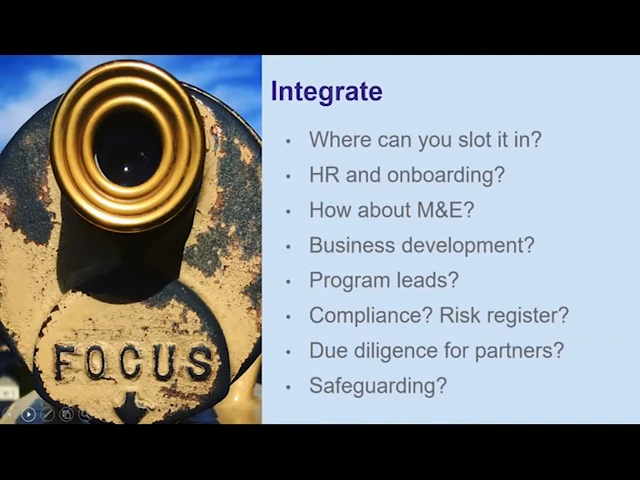 Integrate
• Where can you slot it in?
• HR and onboarding?
• How about M&E?
• Business development?
• Program leads?
• Compliance? Risk register?
• Due diligence for partners?
• Safeguarding?
FOCUS